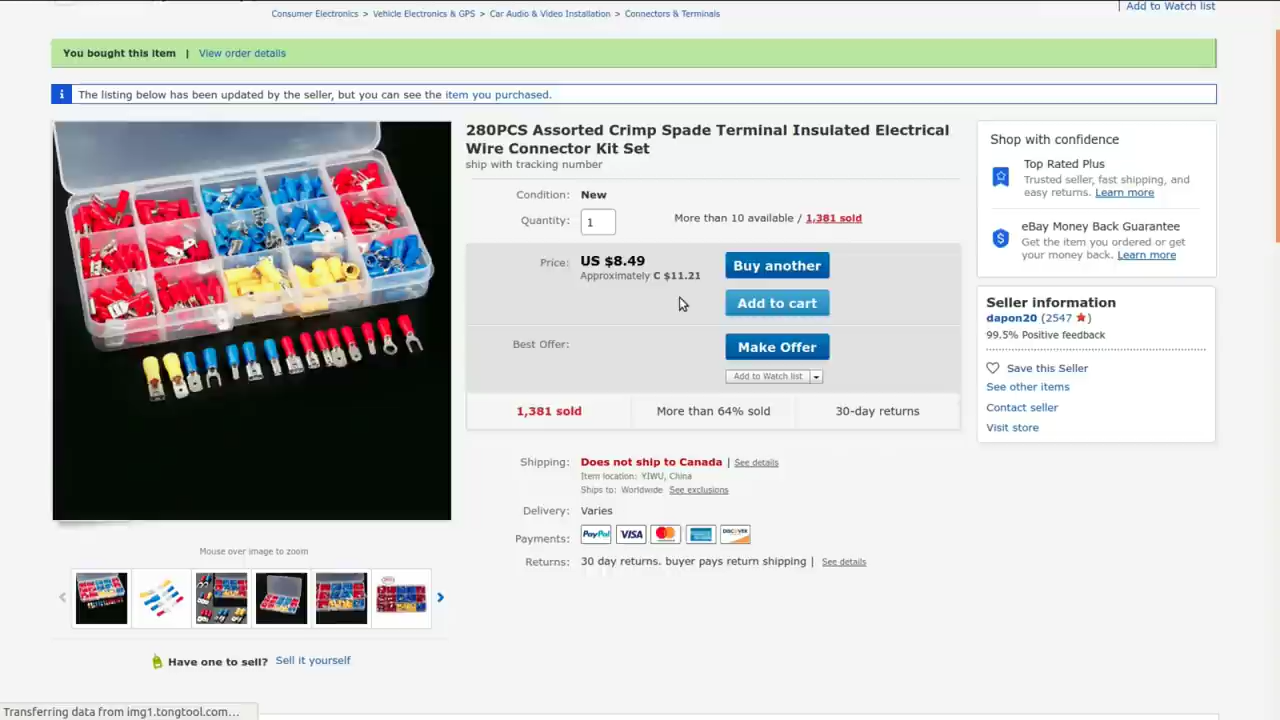 Consumer Electronics > Vehicle Electronics & GPS > Car Audio & Video Installation > Connectors & Terminals
Add to Watch list
You bought this item | View order details
i The listing below has been updated by the seller, but you can see the item you purchased.
280PCS Assorted Crimp Spade Terminal Insulated Electrical
Wire Connector Kit Set
ship with tracking number
Condition: New
Quantity: 1 More than 10 available / 1,381 sold
Price: US $8.49
Approximately C $11.21
Buy another
Add to cart
Best Offer:
Make Offer
Add to Watch list
1,381 sold More than 64% sold 30-day returns
Shipping: Does not ship to Canada | See details
Item location: YIWU, China
Ships to: Worldwide See exclusions
Delivery: Varies
Payments: PayPal VISA DISCOVER
Returns: 30 day returns. buyer pays return shipping | See details
Shop with confidence
Top Rated Plus
Trusted seller, fast shipping, and
easy returns. Learn more
eBay Money Back Guarantee
Get the item you ordered or get
your money back. Learn more
Seller information
dapon20 (2547 ★)
99.5% Positive feedback
Save this Seller
See other items
Contact seller
Visit store
Mouse over image to zoom
Have one to sell? Sell it yourself
Transferring data from img1.tongtool.com...